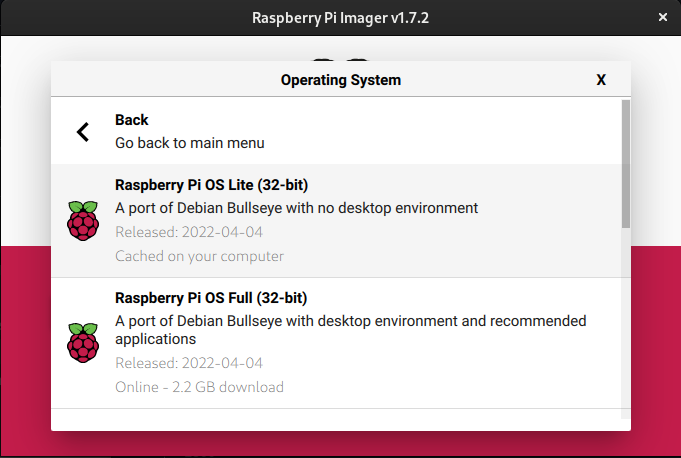 Raspberry Pi Imager v1.7.2
×
Operating System
X
Back
Go back to main menu
Raspberry Pi OS Lite (32-bit)
A port of Debian Bullseye with no desktop environment
Released: 2022-04-04
Cached on your computer
Raspberry Pi OS Full (32-bit)
A port of Debian Bullseye with desktop environment and recommended
applications
Released: 2022-04-04
Online - 2.2 GB download